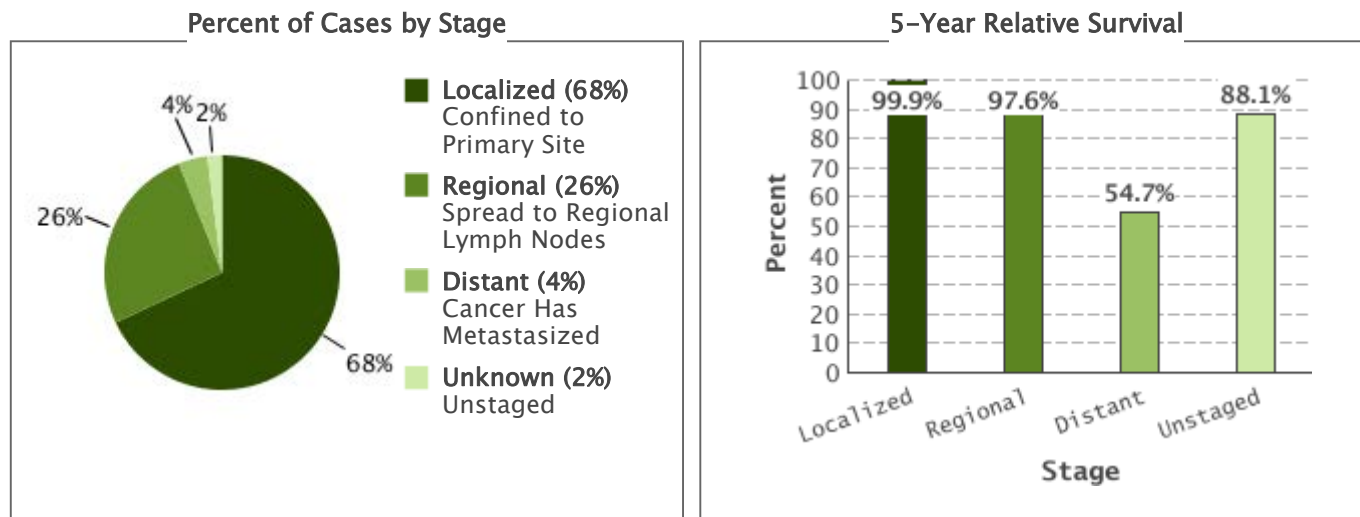 Percent of Cases by Stage
4%
2%
26%
68%
Localized (68%)
Confined to
Primary Site
Regional (26%)
Spread to Regional
Lymph Nodes
Distant (4%)
Cancer Has
Metastasized
Unknown (2%)
Unstaged
5-Year Relative Survival
Percent
100
90
80
70
60
50
40
30
20
10
0
99.9%
97.6%
54.7%
88.1%
Localized
Regional
Distant
Unstaged
Stage